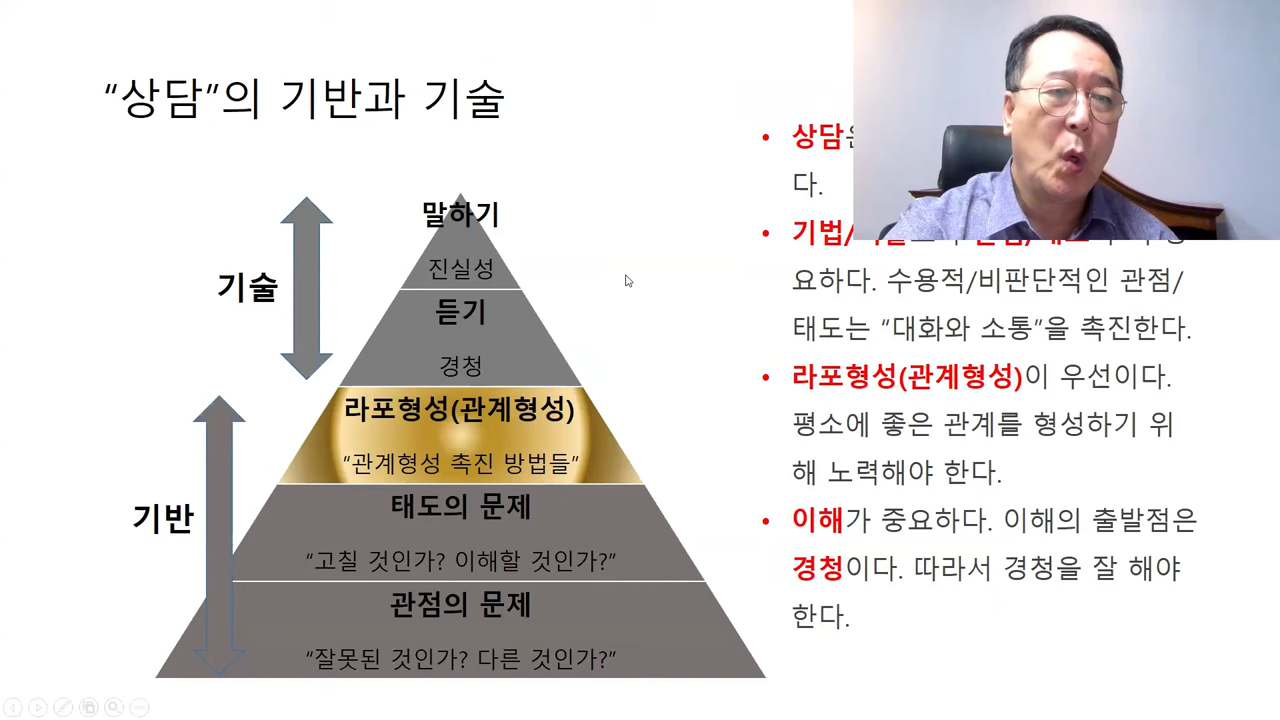 “상담”의 기반과 기술
기술
기반
말하기
진실성
듣기
경청
라포형성(관계형성)
“관계형성 촉진 방법들”
태도의 문제
“고칠 것인가? 이해할 것인가?”
관점의 문제
“잘못된 것인가? 다른 것인가?”
• 상담은
다.
• 기법/
요하다. 수용적/비판단적인 관점/
태도는 “대화와 소통”을 촉진한다.
• 라포형성(관계형성)이 우선이다.
평소에 좋은 관계를 형성하기 위
해 노력해야 한다.
• 이해가 중요하다. 이해의 출발점은
경청이다. 따라서 경청을 잘 해야
한다.